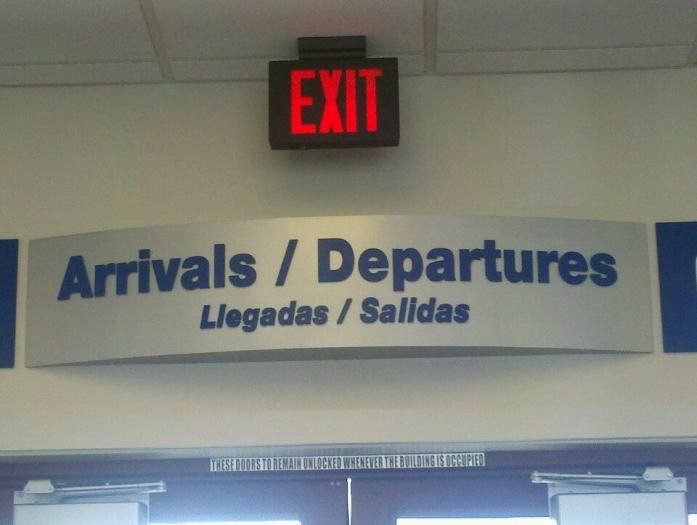 EXIT
Arrivals / Departures
Llegadas / Salidas
THESE DOORS TO REMAIN UNLOCKED WHENEVER THE BUILDING IS OCCUPIED